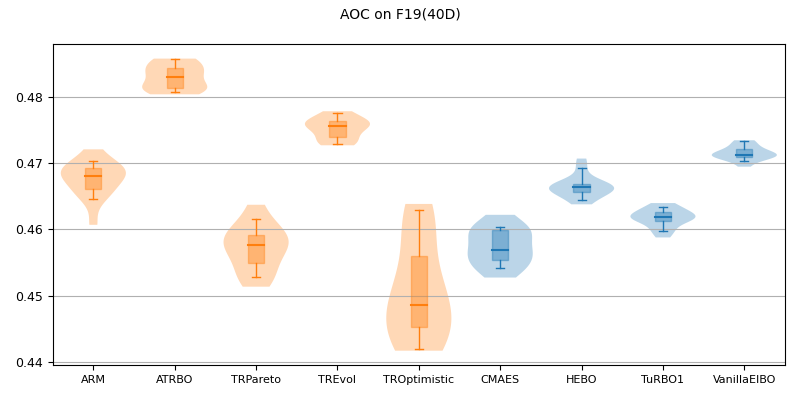 AOC on F19(40D)
0.48
0.47
0.46
0.45
0.44
ARM ATRBO TRPareto TREvol TROptimistic CMAES HEBO TuRBO1 VanillaEIBO